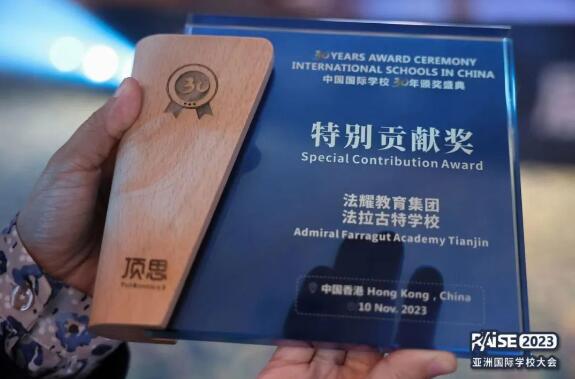 30
30 YEARS AWARD CEREMONY
INTERNATIONAL SCHOOLS IN CHINA
中国国际学校 30年颁奖盛典
特别贡献奖
Special Contribution Award
法耀教育集团
法拉古特学校
Admiral Farragut Academy Tianjin
中国香港 Hong Kong , China
10 Nov. 2023
顶思
RAISE 2023
亚洲国际学校大会